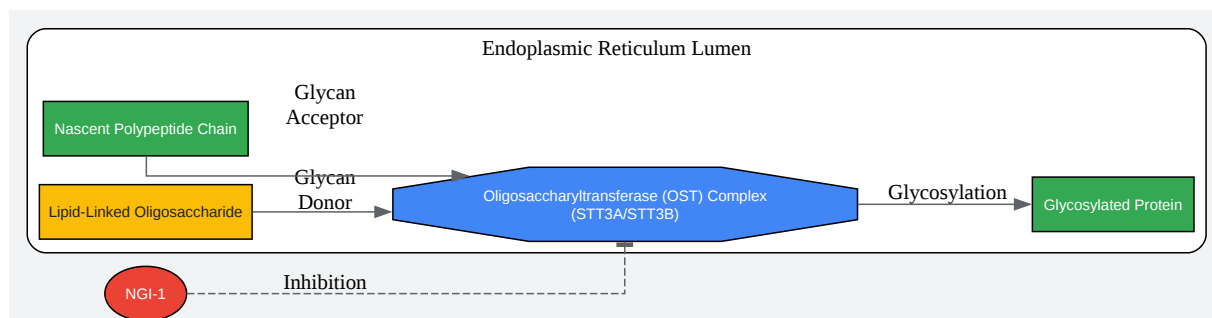 Endoplasmic Reticulum Lumen
Glycan
Acceptor
Nascent Polypeptide Chain
Glycan
Donor
Lipid-Linked Oligosaccharide
Oligosaccharyltransferase (OST) Complex
(STT3A/STT3B)
Glycosylation
Glycosylated Protein
Inhibition
NGI-1